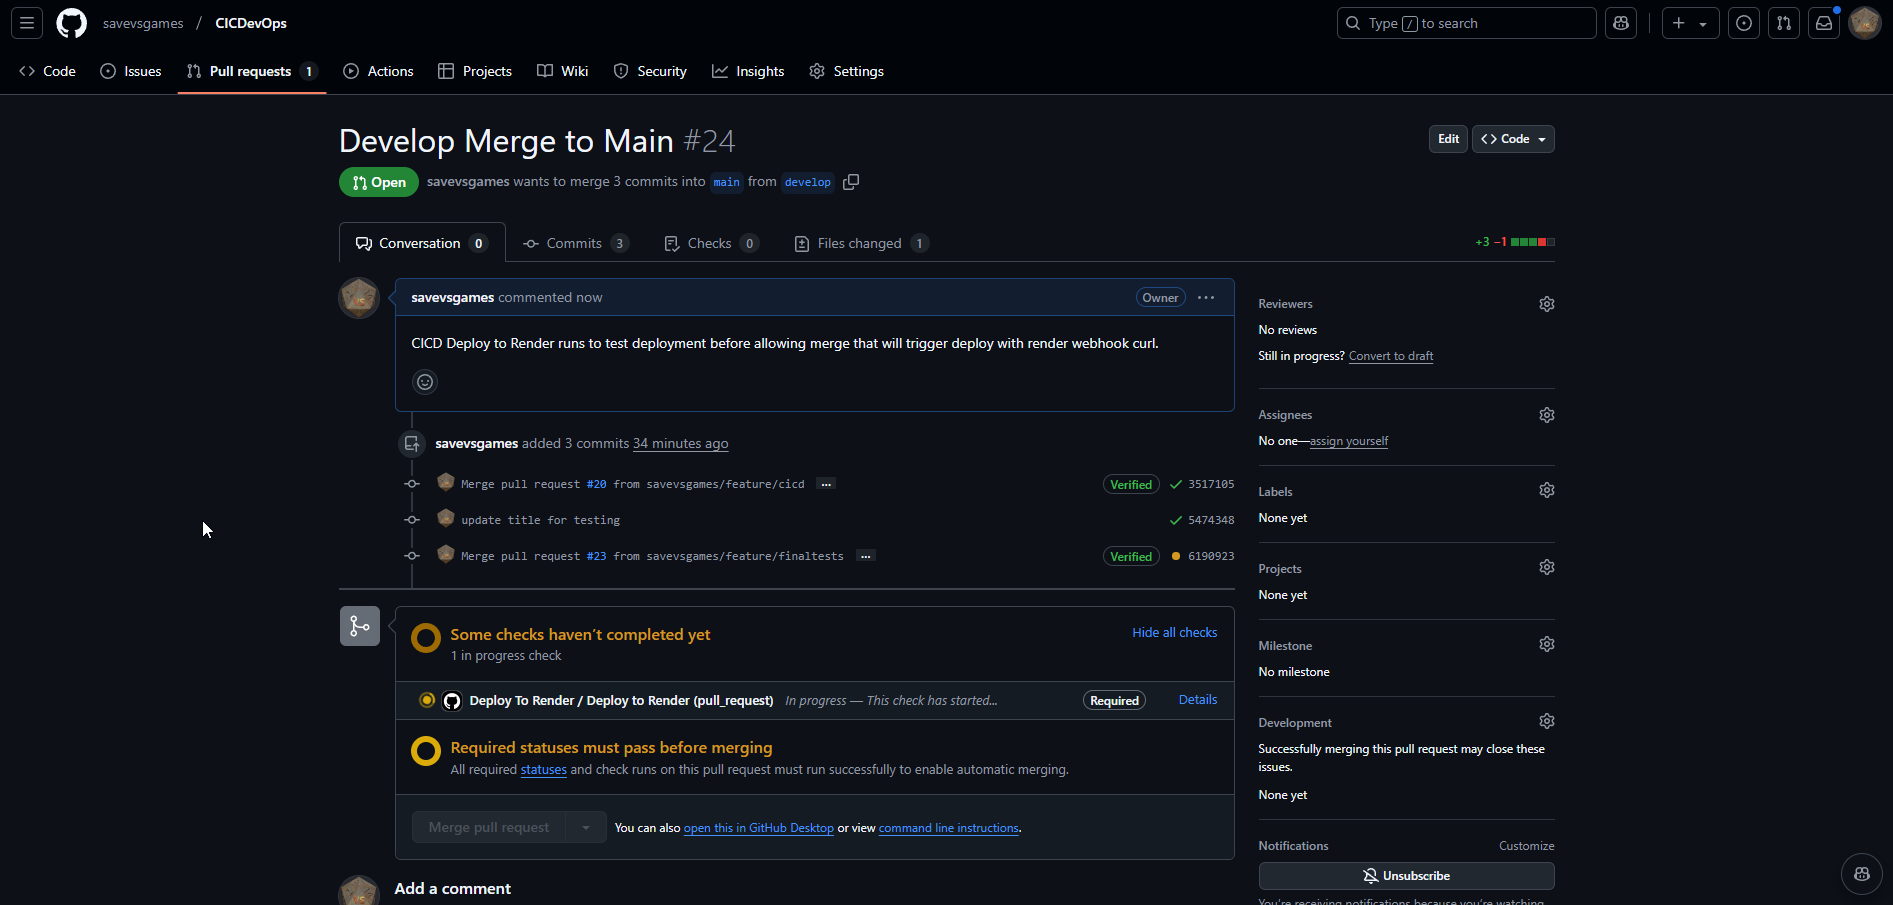 savevsgames / CICDevOps
Type / to search
Code Issues Pull requests 1 Actions Projects Wiki Security Insights Settings
Develop Merge to Main #24
Edit <> Code
Open savevsgames wants to merge 3 commits into main from develop
Conversation 0 Commits 3 Checks 0 Files changed 1
+3 −1
savevsgames commented now
Owner
CICD Deploy to Render runs to test deployment before allowing merge that will trigger deploy with render webhook curl.
savevsgames added 3 commits 34 minutes ago
Merge pull request #20 from savevsgames/feature/cicd ... Verified 3517105
update title for testing 5474348
Merge pull request #23 from savevsgames/feature/finaltests ... Verified 6190923
Some checks haven't completed yet
Hide all checks
1 in progress check
Deploy To Render / Deploy to Render (pull_request) In progress — This check has started... Required Details
Required statuses must pass before merging
All required statuses and check runs on this pull request must run successfully to enable automatic merging.
Merge pull request
You can also open this in GitHub Desktop or view command line instructions.
Add a comment
Reviewers
No reviews
Still in progress? Convert to draft
Assignees
No one—assign yourself
Labels
None yet
Projects
None yet
Milestone
No milestone
Development
Successfully merging this pull request may close these
issues.
None yet
Notifications Customize
Unsubscribe
You're receiving notifications because you're watching